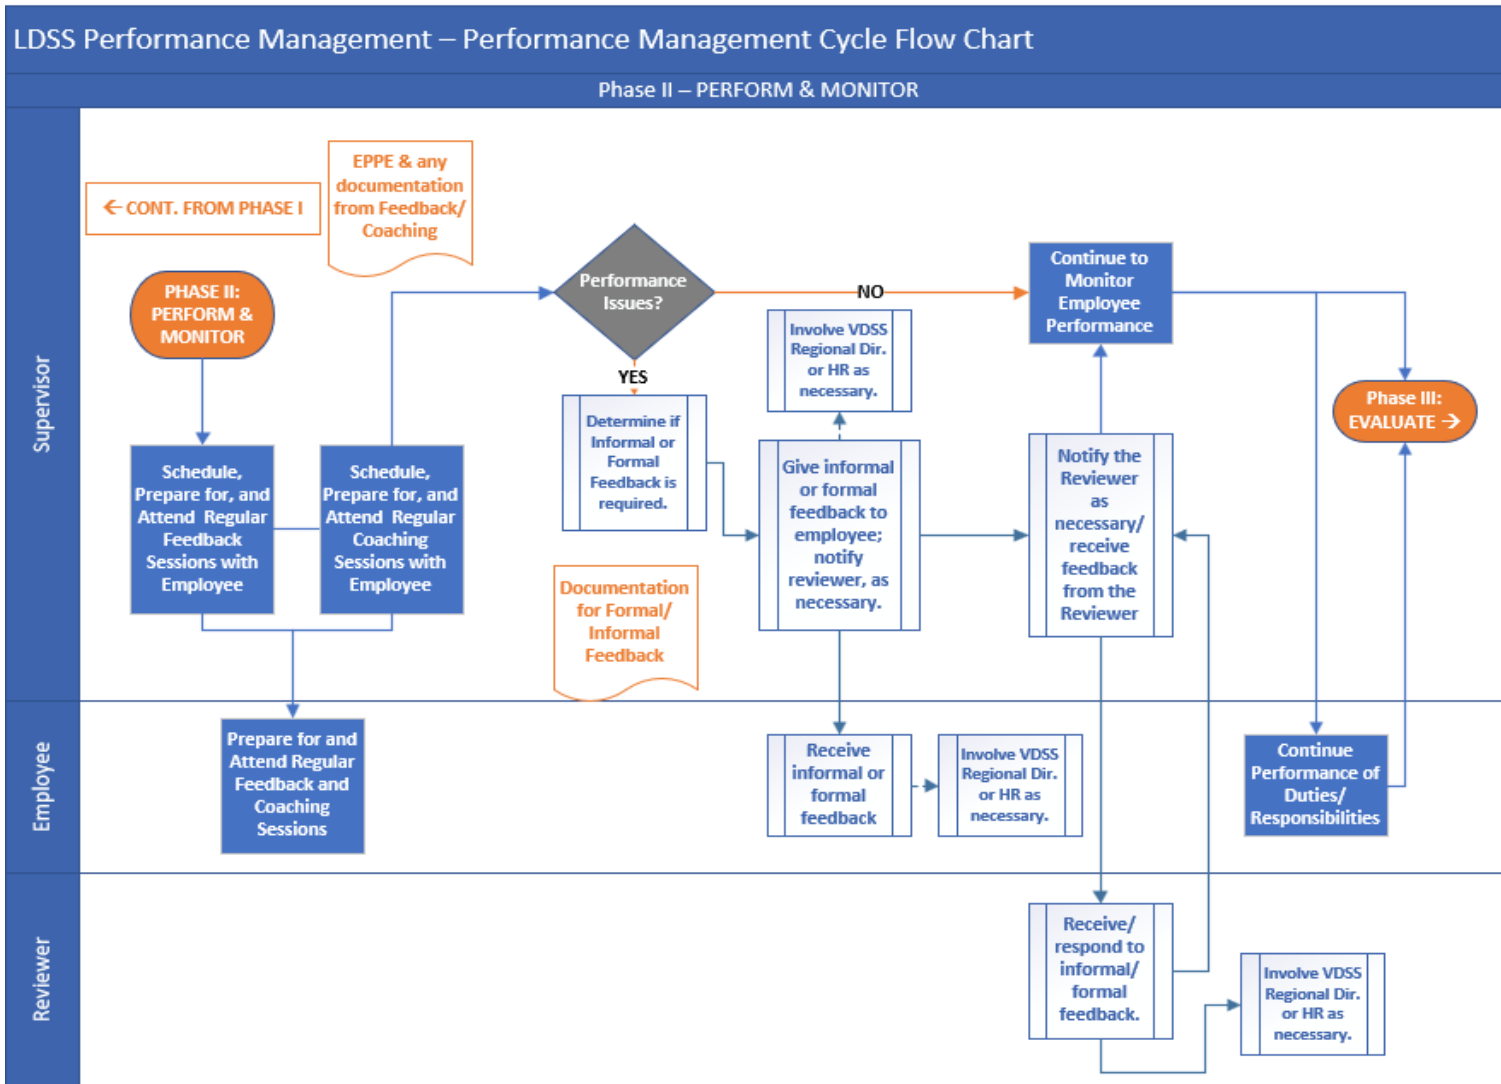 LDSS Performance Management – Performance Management Cycle Flow Chart
Phase II – PERFORM & MONITOR
Supervisor
← CONT. FROM PHASE I
EPPE & any
documentation
from Feedback/
Coaching
PHASE II:
PERFORM &
MONITOR
Schedule,
Prepare for, and
Attend Regular
Feedback
Sessions with
Employee
Schedule,
Prepare for, and
Attend Regular
Coaching
Sessions with
Employee
Performance
Issues?
NO
YES
Determine if
Informal or
Formal
Feedback is
required.
Documentation
for Formal/
Informal
Feedback
Involve VDSS
Regional Dir.
or HR as
necessary.
Give informal
or formal
feedback to
employee;
notify
reviewer, as
necessary.
Continue to
Monitor
Employee
Performance
Notify the
Reviewer
as
necessary/
receive
feedback
from the
Reviewer
Phase III:
EVALUATE →
Employee
Prepare for and
Attend Regular
Feedback and
Coaching
Sessions
Receive
informal or
formal
feedback
Involve VDSS
Regional Dir.
or HR as
necessary.
Continue
Performance of
Duties/
Responsibilities
Reviewer
Receive/
respond to
informal/
formal
feedback.
Involve VDSS
Regional Dir.
or HR as
necessary.